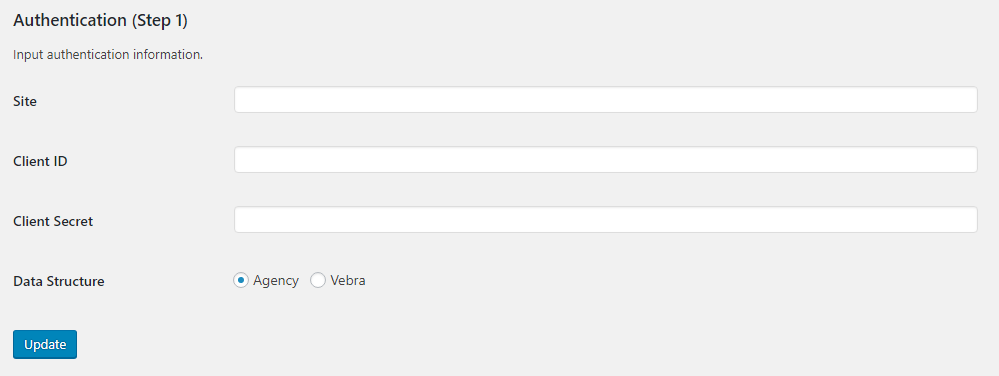 Authentication (Step 1)
Input authentication information.
Site
Client ID
Client Secret
Data Structure Agency Vebra
Update